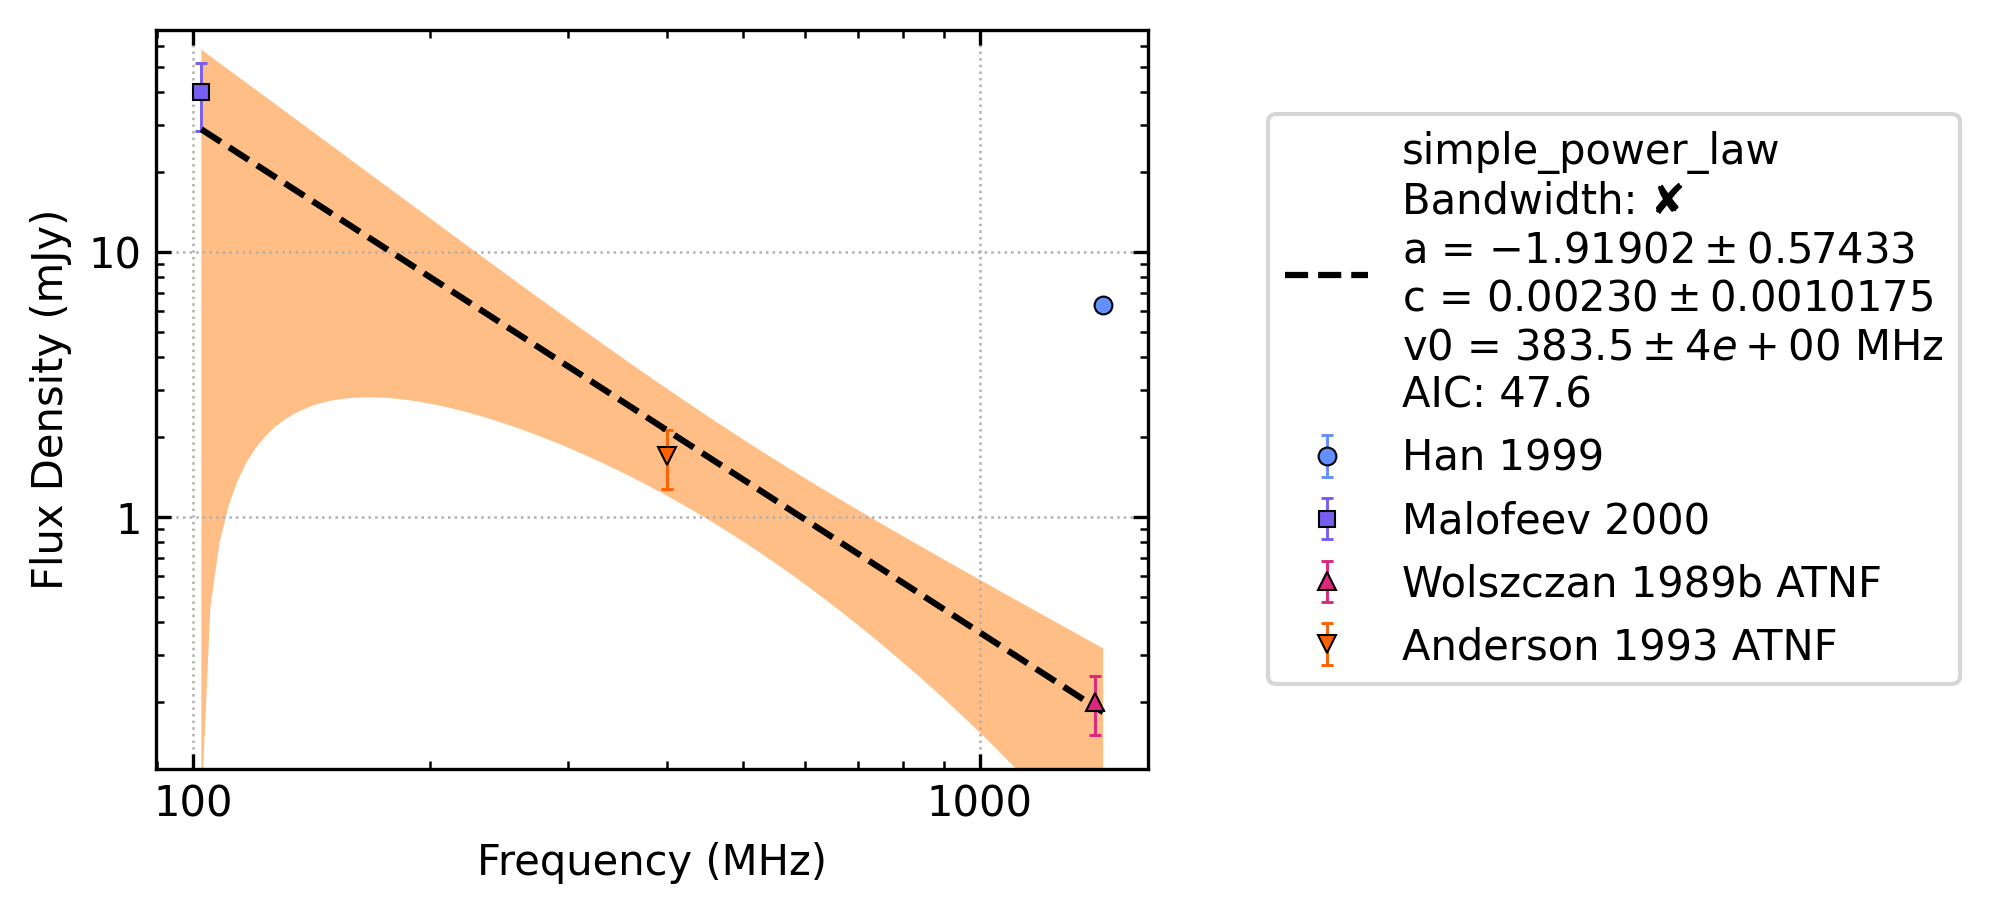 Flux Density (mJy)
10
1
100
1000
Frequency (MHz)
simple_power_law
Bandwidth: ✘
a = −1.91902 ± 0.57433
c = 0.00230 ± 0.0010175
v0 = 383.5 ± 4e + 00 MHz
AIC: 47.6
Han 1999
Malofeev 2000
Wolszczan 1989b ATNF
Anderson 1993 ATNF